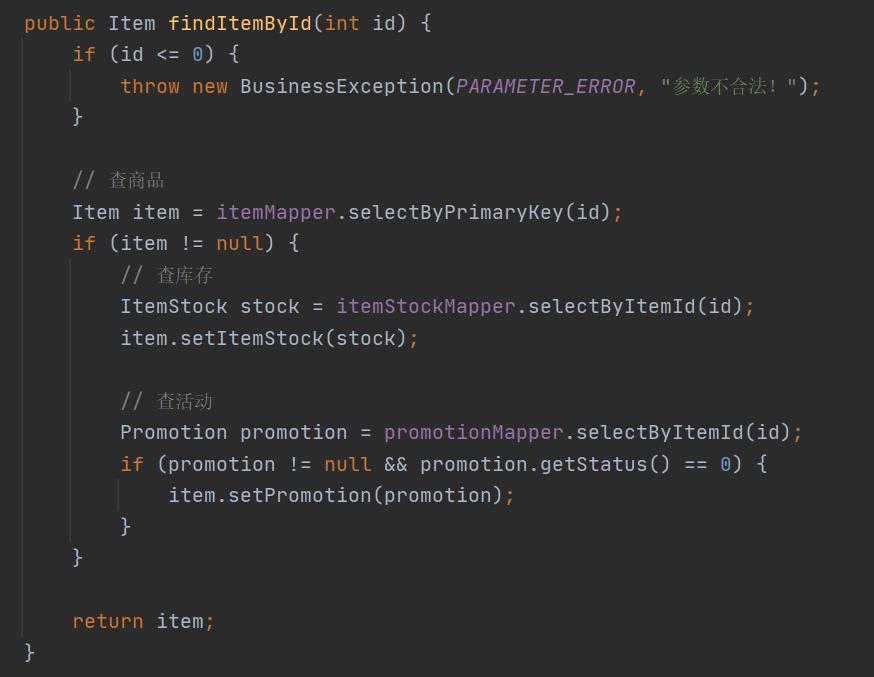 public Item findItemById(int id) {
    if (id <= 0) {
        throw new BusinessException(PARAMETER_ERROR, "参数不合法！");
    }

    // 查商品
    Item item = itemMapper.selectByPrimaryKey(id);
    if (item != null) {
        // 查库存
        ItemStock stock = itemStockMapper.selectByItemId(id);
        item.setItemStock(stock);

        // 查活动
        Promotion promotion = promotionMapper.selectByItemId(id);
        if (promotion != null && promotion.getStatus() == 0) {
            item.setPromotion(promotion);
        }
    }

    return item;
}